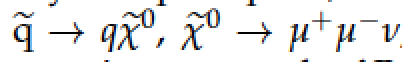 q̃ → qχ̃⁰, χ̃⁰ → μ⁺μ⁻ν